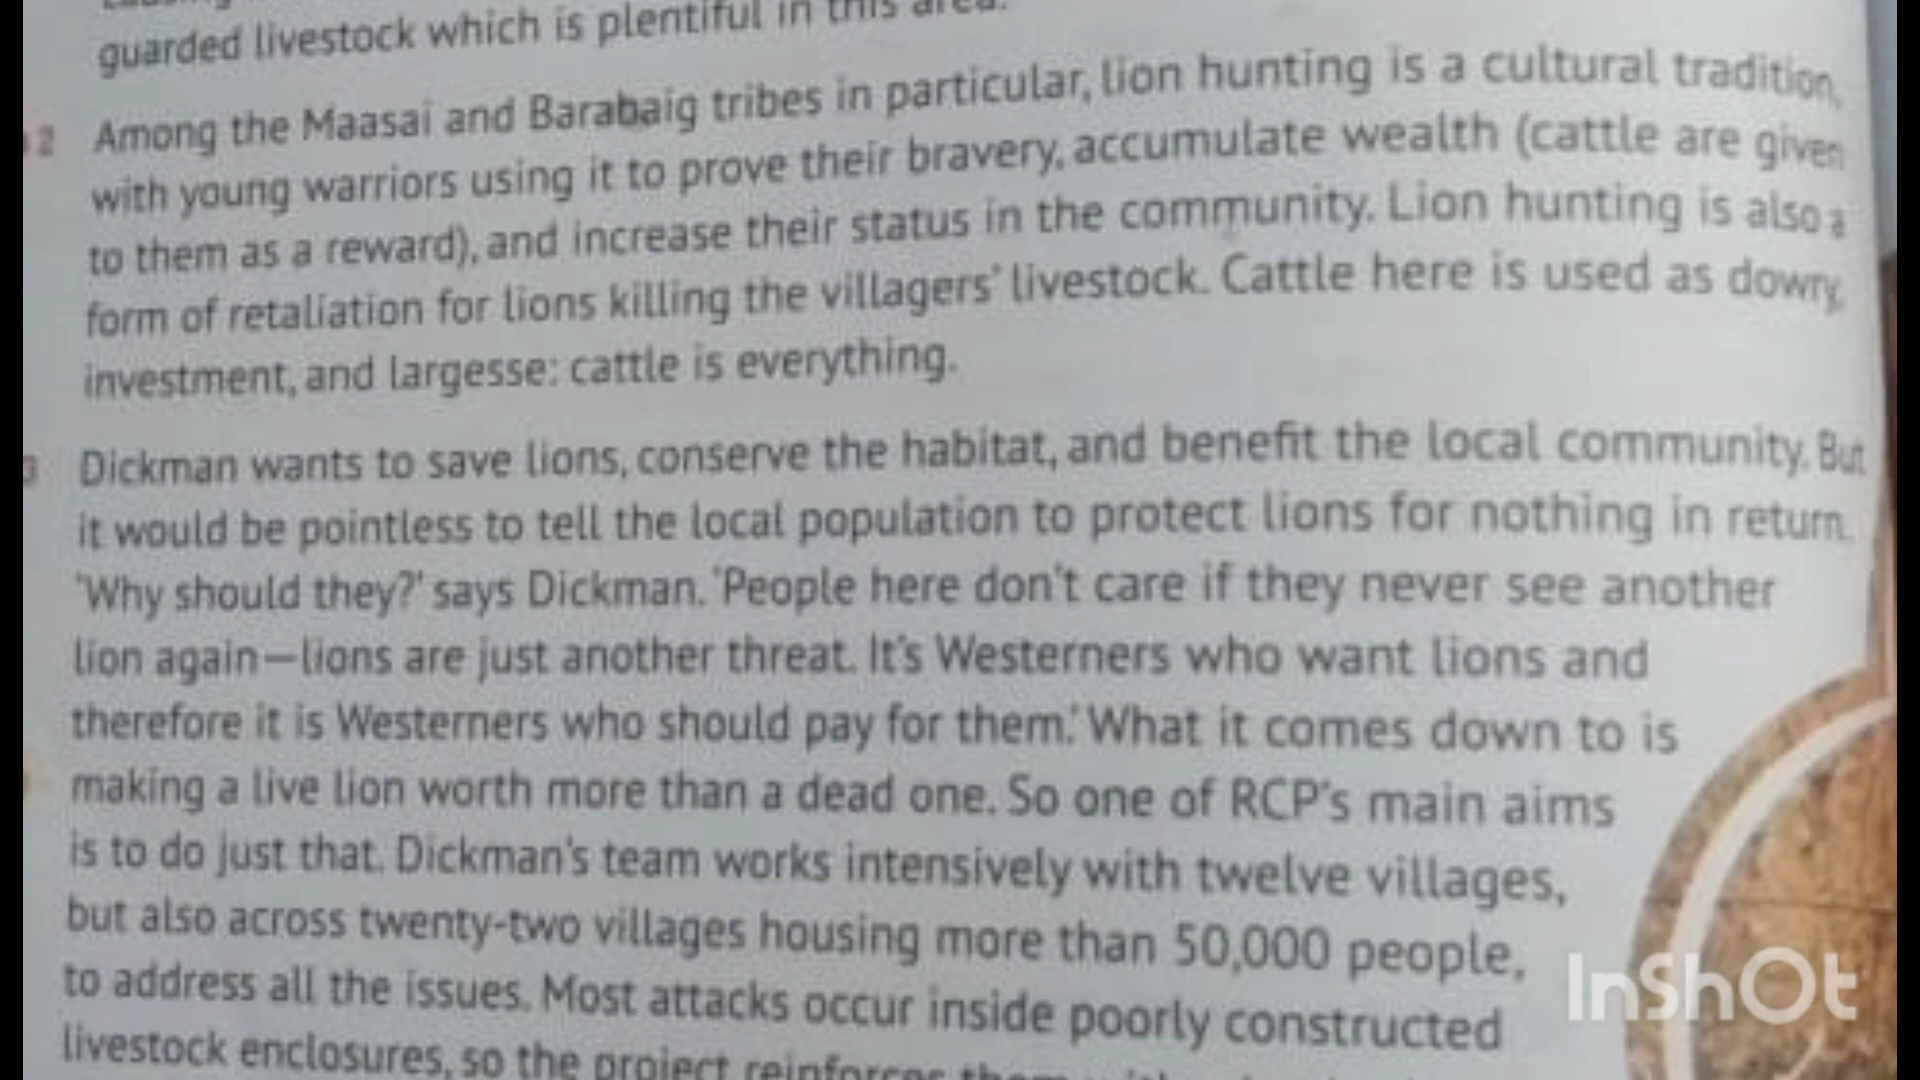 guarded livestock which is plentiful in this area.
2 Among the Maasai and Barabaig tribes in particular, lion hunting is a cultural tradition,
with young warriors using it to prove their bravery, accumulate wealth (cattle are given
to them as a reward), and increase their status in the community. Lion hunting is also a
form of retaliation for lions killing the villagers' livestock. Cattle here is used as dowry,
investment, and largesse: cattle is everything.
3 Dickman wants to save lions, conserve the habitat, and benefit the local community. But
it would be pointless to tell the local population to protect lions for nothing in return.
'Why should they?' says Dickman. 'People here don't care if they never see another
lion again—lions are just another threat. It's Westerners who want lions and
therefore it is Westerners who should pay for them.' What it comes down to is
making a live lion worth more than a dead one. So one of RCP's main aims
is to do just that. Dickman's team works intensively with twelve villages,
but also across twenty-two villages housing more than 50,000 people,
to address all the issues. Most attacks occur inside poorly constructed
livestock enclosures, so the project reinforces them
InShOt